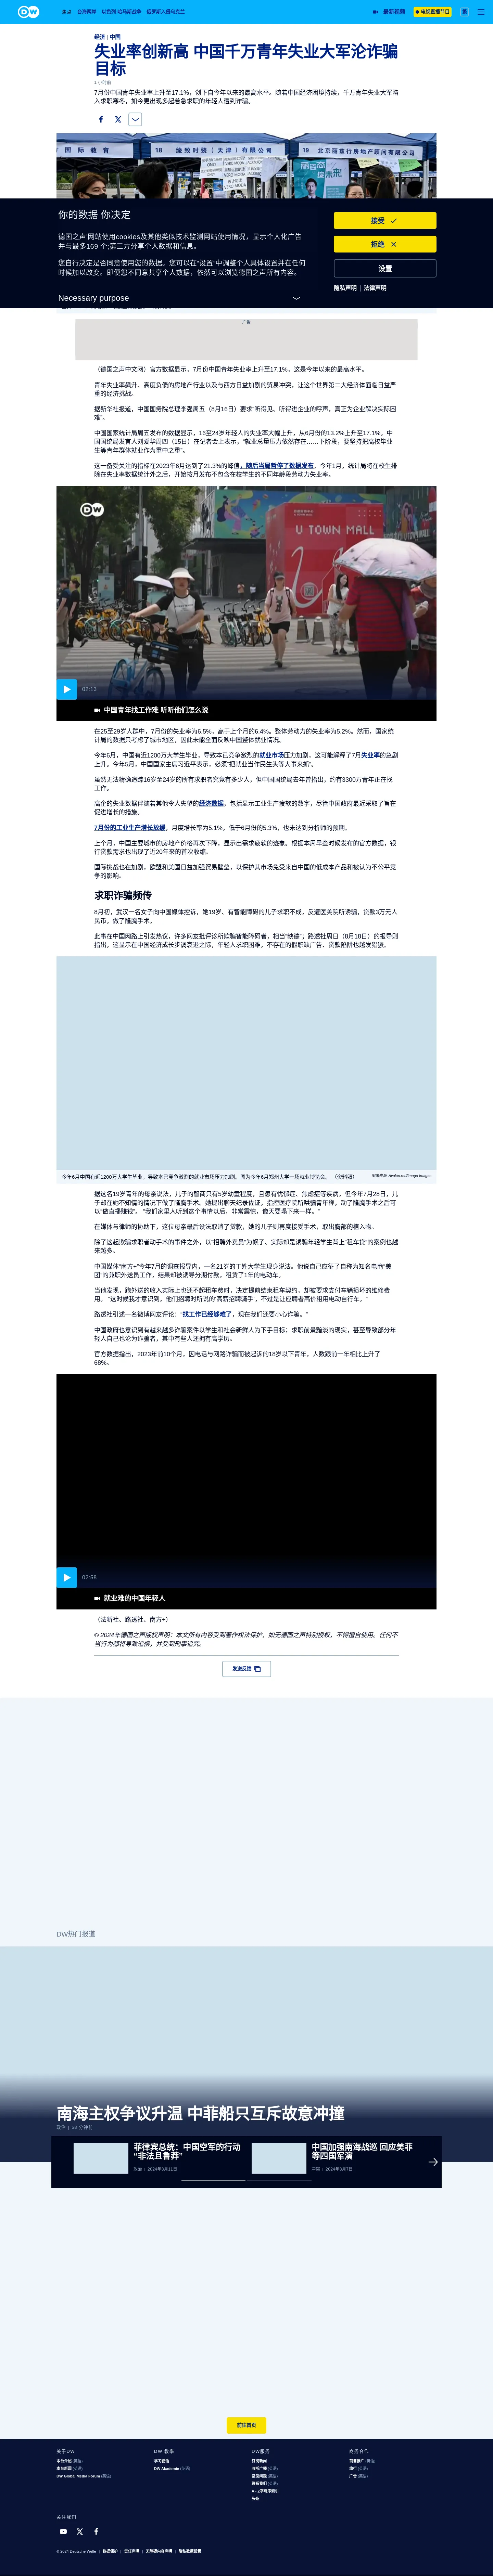 DW
焦点
台海两岸
以色列-哈马斯战争
俄罗斯入侵乌克兰
最新视频
电视直播节目
繁
经济 | 中国
失业率创新高 中国千万青年失业大军沦诈骗
目标
1 小时前
7月份中国青年失业率上升至17.1%，创下自今年以来的最高水平。随着中国经济困境持续，千万青年失业大军陷
入求职寒冬，如今更出现多起着急求职的年轻人遭到诈骗。
你的数据 你决定
德国之声'网站使用cookies及其他类似技术监测网站使用情况，显示个人化广告
并与最多169 个;第三方分享个人数据和信息。
您自行决定是否同意使用您的数据。您可以在“设置”中调整个人具体设置并在任何
时候加以改变。即便您不同意共享个人数据，依然可以浏览德国之声所有内容。
Necessary purpose
接受
拒绝
设置
隐私声明 | 法律声明
广告
（德国之声中文网）官方数据显示，7月份中国青年失业率上升至17.1%，这是今年以来的最高水平。
青年失业率飙升、高度负债的房地产行业以及与西方日益加剧的贸易冲突，让这个世界第二大经济体面临日益严
重的经济挑战。
据新华社报道，中国国务院总理李强周五（8月16日）要求“听得见、听得进企业的呼声，真正为企业解决实际困
难”。
中国国家统计局周五发布的数据显示，16至24岁年轻人的失业率大幅上升，从6月份的13.2%上升至17.1%。中
国国统局发言人刘爱华周四（15日）在记者会上表示，“就业总量压力依然存在……下阶段，要坚持把高校毕业
生等青年群体就业作为重中之重”。
这一备受关注的指标在2023年6月达到了21.3%的峰值，随后当局暂停了数据发布。今年1月，统计局将在校生排
除在失业率数据统计外之后，开始按月发布不包含在校学生的不同年龄段劳动力失业率。
DW
U TOWN MALL
02:13
中国青年找工作难 听听他们怎么说
在25至29岁人群中，7月份的失业率为6.5%，高于上个月的6.4%。整体劳动力的失业率为5.2%。然而，国家统
计局的数据只考虑了城市地区，因此未能全面反映中国整体就业情况。
今年6月，中国有近1200万大学生毕业，导致本已竞争激烈的就业市场压力加剧，这可能解释了7月失业率的急剧
上升。今年5月，中国国家主席习近平表示，必须“把就业当作民生头等大事来抓”。
虽然无法精确追踪16岁至24岁的所有求职者究竟有多少人，但中国国统局去年曾指出，约有3300万青年正在找
工作。
高企的失业数据伴随着其他令人失望的经济数据，包括显示工业生产疲软的数字，尽管中国政府最近采取了旨在
促进增长的措施。
7月份的工业生产增长放缓，月度增长率为5.1%，低于6月份的5.3%，也未达到分析师的预期。
上个月，中国主要城市的房地产价格再次下降，显示出需求疲软的迹象。根据本周早些时候发布的官方数据，银
行贷款需求也出现了近20年来的首次收缩。
国际挑战也在加剧，欧盟和美国日益加强贸易壁垒，以保护其市场免受来自中国的低成本产品和被认为不公平竞
争的影响。
求职诈骗频传
8月初，武汉一名女子向中国媒体控诉，她19岁、有智能障碍的儿子求职不成，反遭医美院所诱骗，贷款3万元人
民币，做了隆胸手术。
此事在中国网路上引发热议，许多网友批评诊所欺骗智能障碍者，相当“缺德”；路透社周日（8月18日）的报导则
指出，这显示在中国经济成长步调衰退之际，年轻人求职困难，不存在的假职缺广告、贷款陷阱也越发猖獗。
今年6月中国有近1200万大学生毕业，导致本已竞争激烈的就业市场压力加剧。图为今年6月郑州大学一场就业博览会。 （资料照）
图像来源: Avalon.red/Imago Images
据这名19岁青年的母亲说法，儿子的智商只有5岁幼童程度，且患有忧郁症、焦虑症等疾病，但今年7月28日，儿
子却在她不知情的情况下做了隆胸手术。她提出聊天纪录佐证，指控医疗院所哄骗青年称，动了隆胸手术之后可
以“做直播赚钱”。 “我们家里人听到这个事情以后，非常震惊，像天要塌下来一样。”
在媒体与律师的协助下，这位母亲最后设法取消了贷款，她的儿子则再度接受手术，取出胸部的植入物。
除了这起欺骗求职者动手术的事件之外，以“招聘外卖员”为幌子、实际却是诱骗年轻学生背上“租车贷”的案例也越
来越多。
中国媒体“南方+”今年7月的调查报导内，一名21岁的丁姓大学生现身说法。他说自己应征了自称为知名电商“美
团”的兼职外送员工作，结果却被诱导分期付款，租赁了1年的电动车。
当他发现，跑外送的收入实际上也还不起租车费时，决定提前结束租车契约，却被要求支付车辆损坏的维修费
用。 “这时候我才意识到，他们招聘时所说的‘高薪招聘骑手’，不过是让应聘者高价租用电动自行车。”
路透社引述一名微博网友评论：“找工作已经够难了，现在我们还要小心诈骗。”
中国政府也意识到有越来越多诈骗案件以学生和社会新鲜人为下手目标；求职前景黯淡的现实，甚至导致部分年
轻人自己也沦为诈骗者，其中有些人还拥有高学历。
官方数据指出，2023年前10个月，因电话与网路诈骗而被起诉的18岁以下青年，人数跟前一年相比上升了
68%。
02:58
就业难的中国年轻人
（法新社、路透社、南方+）
© 2024年德国之声版权声明：本文所有内容受到著作权法保护，如无德国之声特别授权，不得擅自使用。任何不
当行为都将导致追偿，并受到刑事追究。
发送反馈
DW热门报道
南海主权争议升温 中菲船只互斥故意冲撞
政治 | 56 分钟前
菲律宾总统：中国空军的行动
“非法且鲁莽”
政治 | 2024年8月11日
中国加强南海战巡 回应美菲
等四国军演
冲突 | 2024年8月7日
前往首页
关于DW
本台介绍 (英语)
本台新闻 (英语)
DW Global Media Forum (英语)
DW 教学
学习德语
DW Akademie (英语)
DW服务
订阅新闻
收听广播 (英语)
常见问题 (英语)
联系我们 (英语)
A - Z字母序索引
头条
商务合作
销售推广 (英语)
旅行 (英语)
广告 (英语)
关注我们
© 2024 Deutsche Welle | 数据保护 | 责任声明 | 无障碍内容声明 | 隐私数据设置